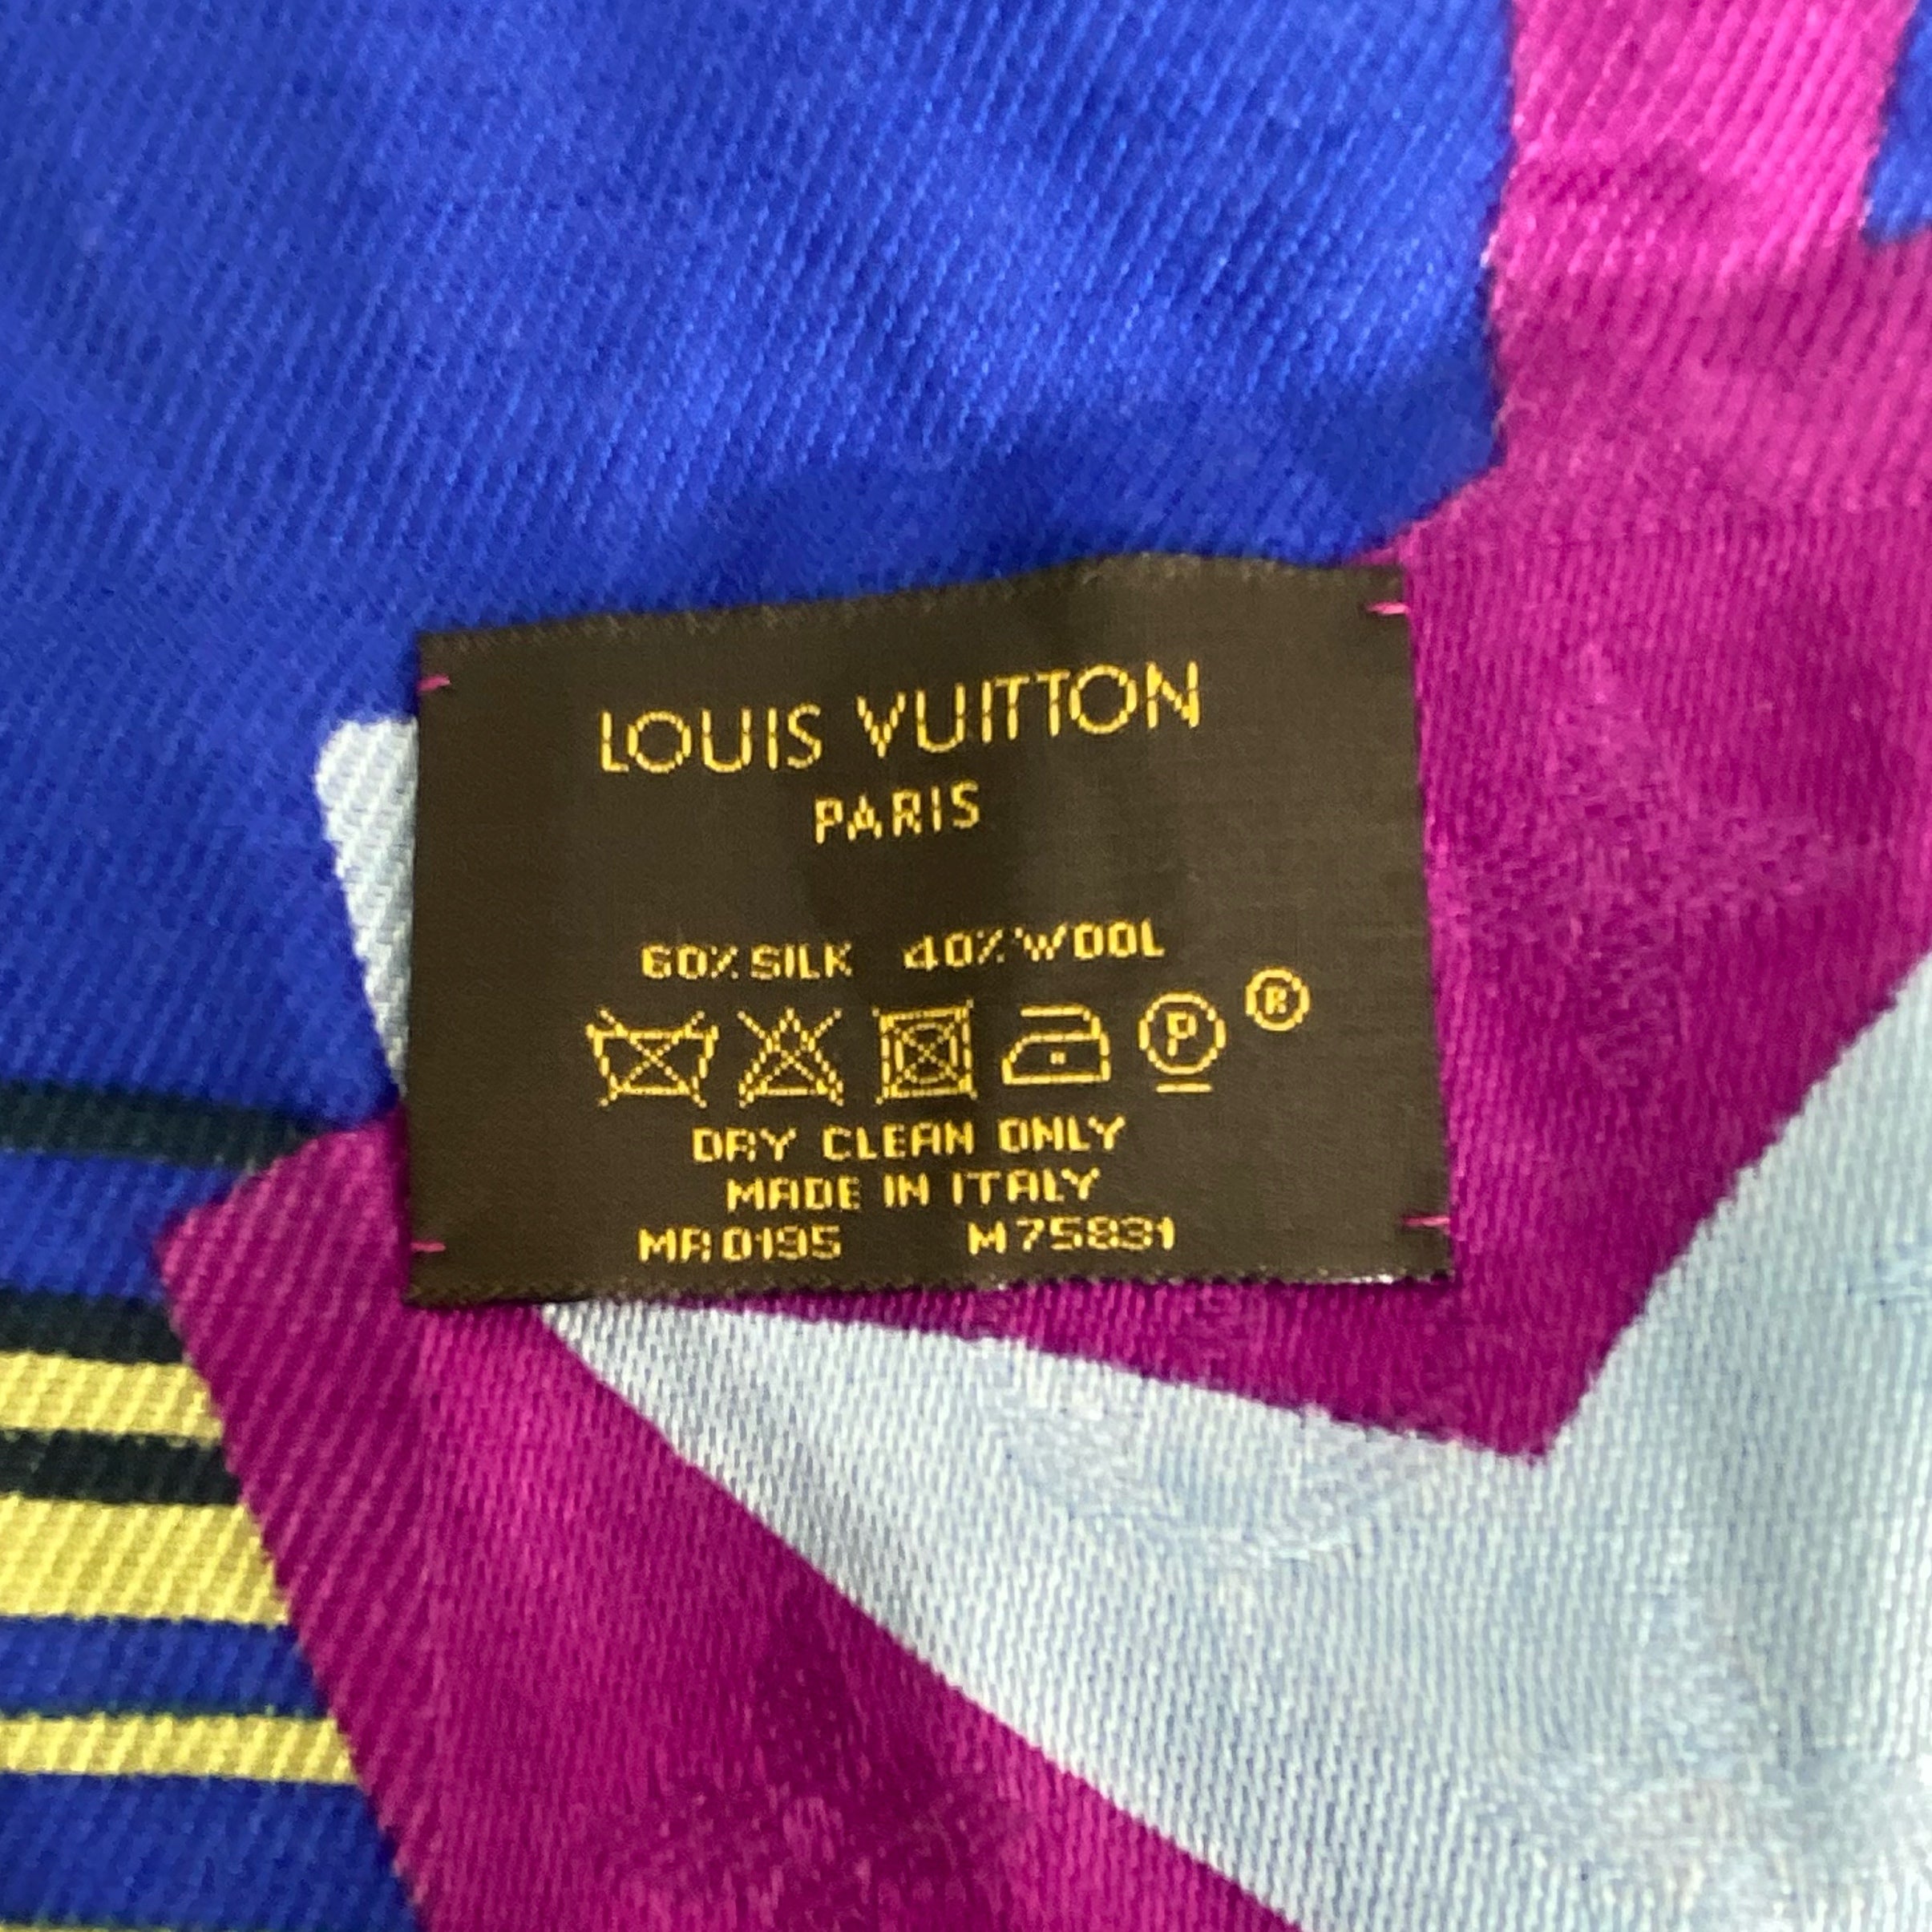 LOUIS VUITTON
PARIS
60% SILK 40% WOOL
P ®
DRY CLEAN ONLY
MADE IN ITALY
MA0195 M75831